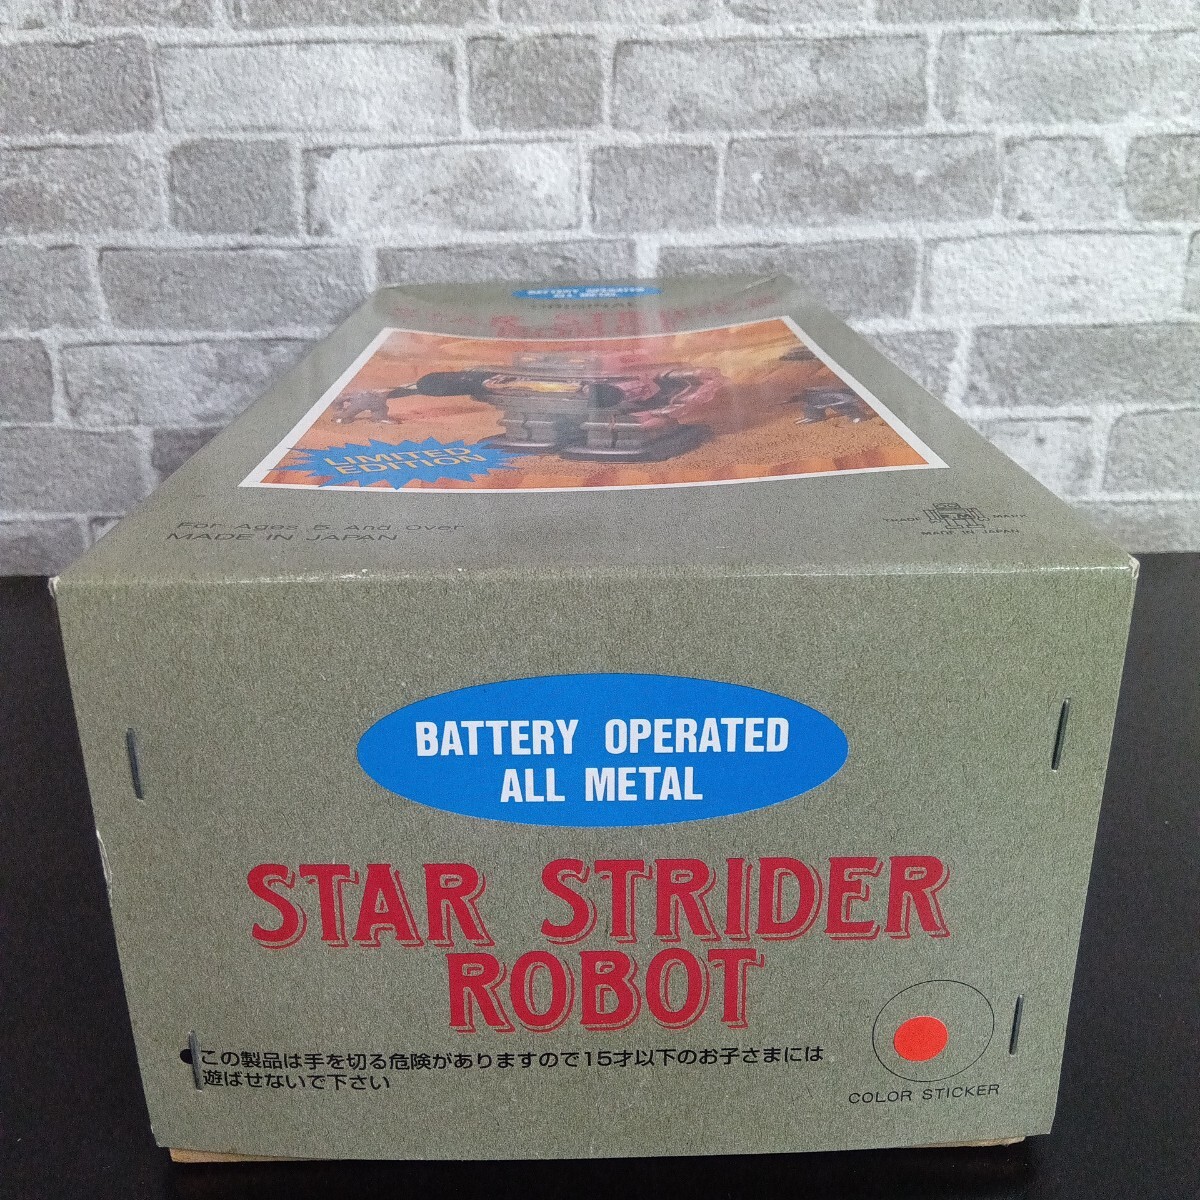 BATTERY OPERATED
ALL METAL
ORIGINAL
LIMITED
EDITION
For Ages 5 And Over
MADE IN JAPAN
TRADE MARK
MADE IN JAPAN
BATTERY OPERATED
ALL METAL
STAR STRIDER
ROBOT
●この製品は手を切る危険がありますので15才以下のお子さまには
遊ばせないで下さい
COLOR STICKER